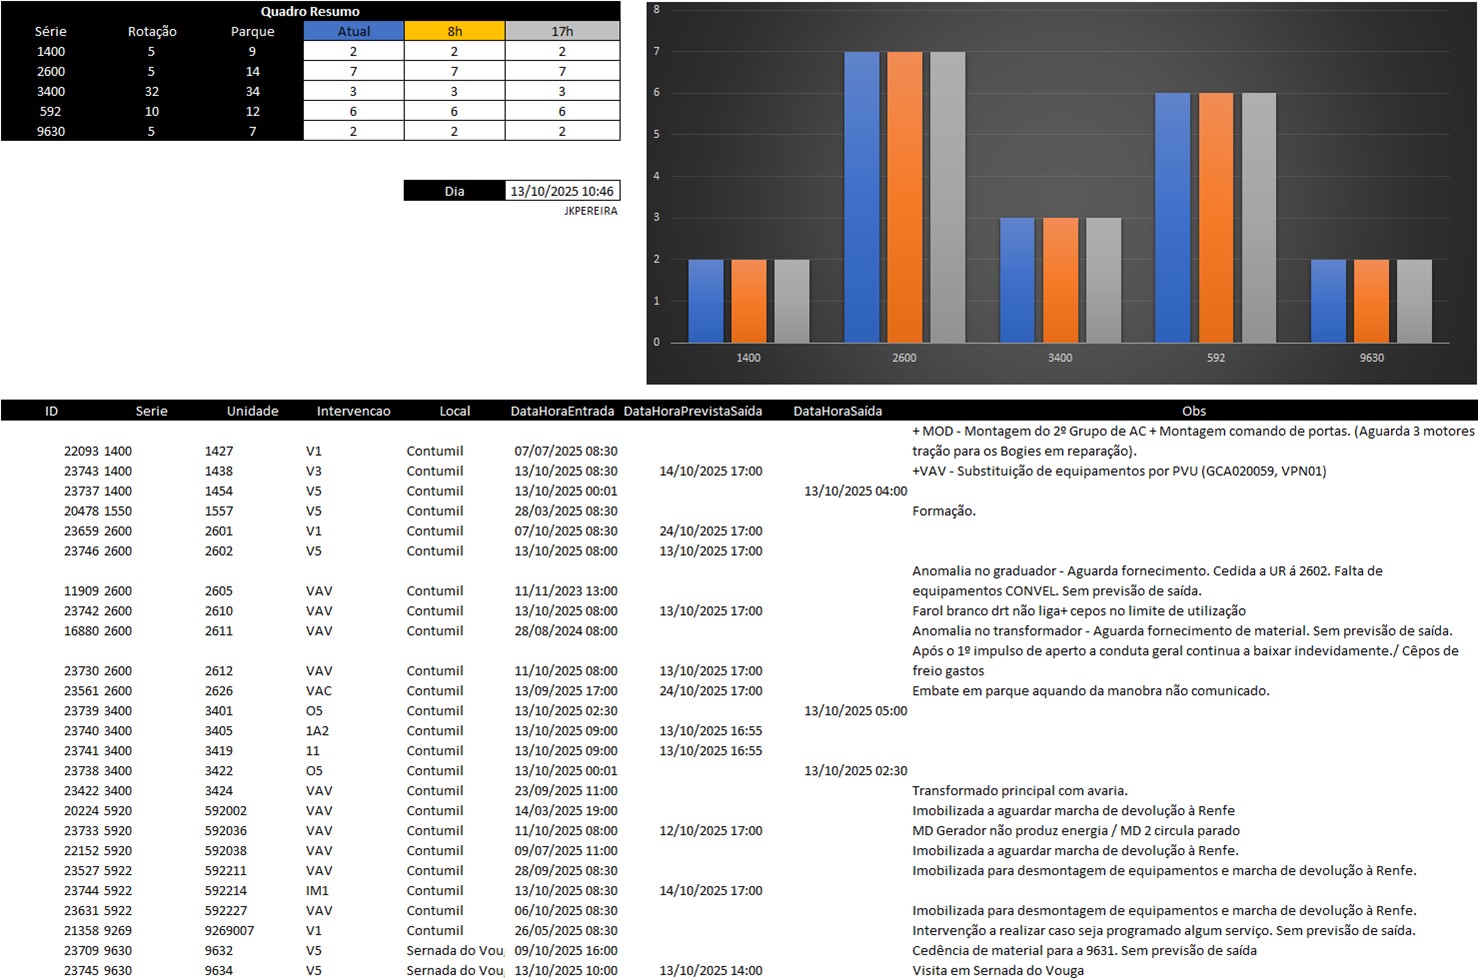 Quadro Resumo
Série Rotação Parque Atual 8h 17h
1400 5 9 2 2 2
2600 5 14 7 7 7
3400 32 34 3 3 3
592 10 12 6 6 6
9630 5 7 2 2 2
Dia 13/10/2025 10:46
JKPEREIRA
8
7
6
5
4
3
2
1
0
1400 2600 3400 592 9630
ID Serie Unidade Intervencao Local DataHoraEntrada DataHoraPrevistaSaída DataHoraSaída Obs
+ MOD - Montagem do 2º Grupo de AC + Montagem comando de portas. (Aguarda 3 motores
22093 1400 1427 V1 Contumil 07/07/2025 08:30 tração para os Bogies em reparação).
23743 1400 1438 V3 Contumil 13/10/2025 08:30 14/10/2025 17:00 +VAV - Substituição de equipamentos por PVU (GCA020059, VPN01)
23737 1400 1454 V5 Contumil 13/10/2025 00:01 13/10/2025 04:00
20478 1550 1557 V5 Contumil 28/03/2025 08:30 Formação.
23659 2600 2601 V1 Contumil 07/10/2025 08:30 24/10/2025 17:00
23746 2600 2602 V5 Contumil 13/10/2025 08:00 13/10/2025 17:00
Anomalia no graduador - Aguarda fornecimento. Cedida a UR á 2602. Falta de
11909 2600 2605 VAV Contumil 11/11/2023 13:00 equipamentos CONVEL. Sem previsão de saída.
23742 2600 2610 VAV Contumil 13/10/2025 08:00 13/10/2025 17:00 Farol branco drt não liga+ cepos no limite de utilização
16880 2600 2611 VAV Contumil 28/08/2024 08:00 Anomalia no transformador - Aguarda fornecimento de material. Sem previsão de saída.
Após o 1º impulso de aperto a conduta geral continua a baixar indevidamente./ Cêpos de
23730 2600 2612 VAV Contumil 11/10/2025 08:00 13/10/2025 17:00 freio gastos
23561 2600 2626 VAC Contumil 13/09/2025 17:00 24/10/2025 17:00 Embate em parque aquando da manobra não comunicado.
23739 3400 3401 O5 Contumil 13/10/2025 02:30 13/10/2025 05:00
23740 3400 3405 1A2 Contumil 13/10/2025 09:00 13/10/2025 16:55
23741 3400 3419 11 Contumil 13/10/2025 09:00 13/10/2025 16:55
23738 3400 3422 O5 Contumil 13/10/2025 00:01 13/10/2025 02:30
23422 3400 3424 VAV Contumil 23/09/2025 11:00 Transformado principal com avaria.
20224 5920 592002 VAV Contumil 14/03/2025 19:00 Imobilizada a aguardar marcha de devolução à Renfe
23733 5920 592036 VAV Contumil 11/10/2025 08:00 12/10/2025 17:00 MD Gerador não produz energia / MD 2 circula parado
22152 5920 592038 VAV Contumil 09/07/2025 11:00 Imobilizada a aguardar marcha de devolução à Renfe.
23527 5922 592211 VAV Contumil 28/09/2025 08:30 Imobilizada para desmontagem de equipamentos e marcha de devolução à Renfe.
23744 5922 592214 IM1 Contumil 13/10/2025 08:30 14/10/2025 17:00
23631 5922 592227 VAV Contumil 06/10/2025 08:30 Imobilizada para desmontagem de equipamentos e marcha de devolução à Renfe.
21358 9269 9269007 V1 Contumil 26/05/2025 08:30 Intervenção a realizar caso seja programado algum serviço. Sem previsão de saída.
23709 9630 9632 V5 Sernada do Vou 09/10/2025 16:00 Cedência de material para a 9631. Sem previsão de saída
23745 9630 9634 V5 Sernada do Vou 13/10/2025 10:00 13/10/2025 14:00 Visita em Sernada do Vouga